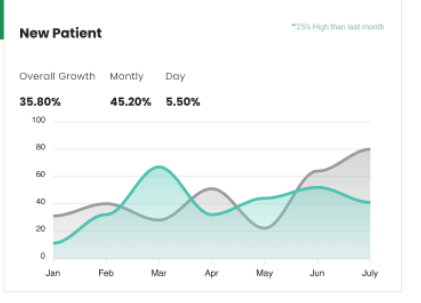 New Patient
*25% High then last month
Overall Growth Montly Day
35.80% 45.20% 5.50%
100
80
60
40
20
0
Jan Feb Mar Apr May Jun July